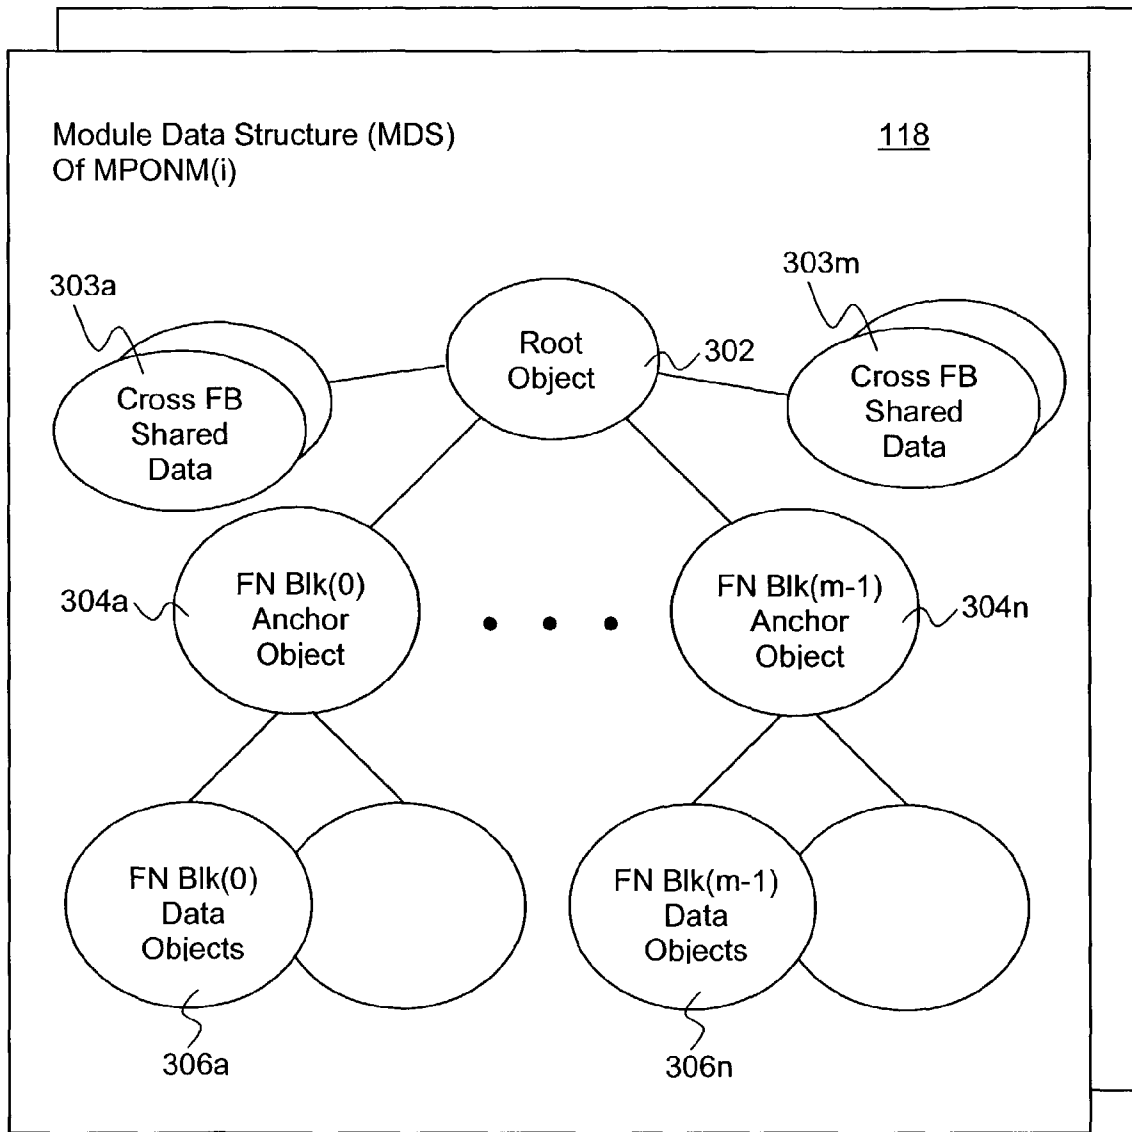 Module Data Structure (MDS)
Of MPONM(i)
118
303a
303m
Root
Object
302
Cross FB
Shared
Data
Cross FB
Shared
Data
304a
FN Blk(0)
Anchor
Object
FN Blk(m-1)
Anchor
Object
304n
FN Blk(0)
Data
Objects
FN Blk(m-1)
Data
Objects
306a
306n